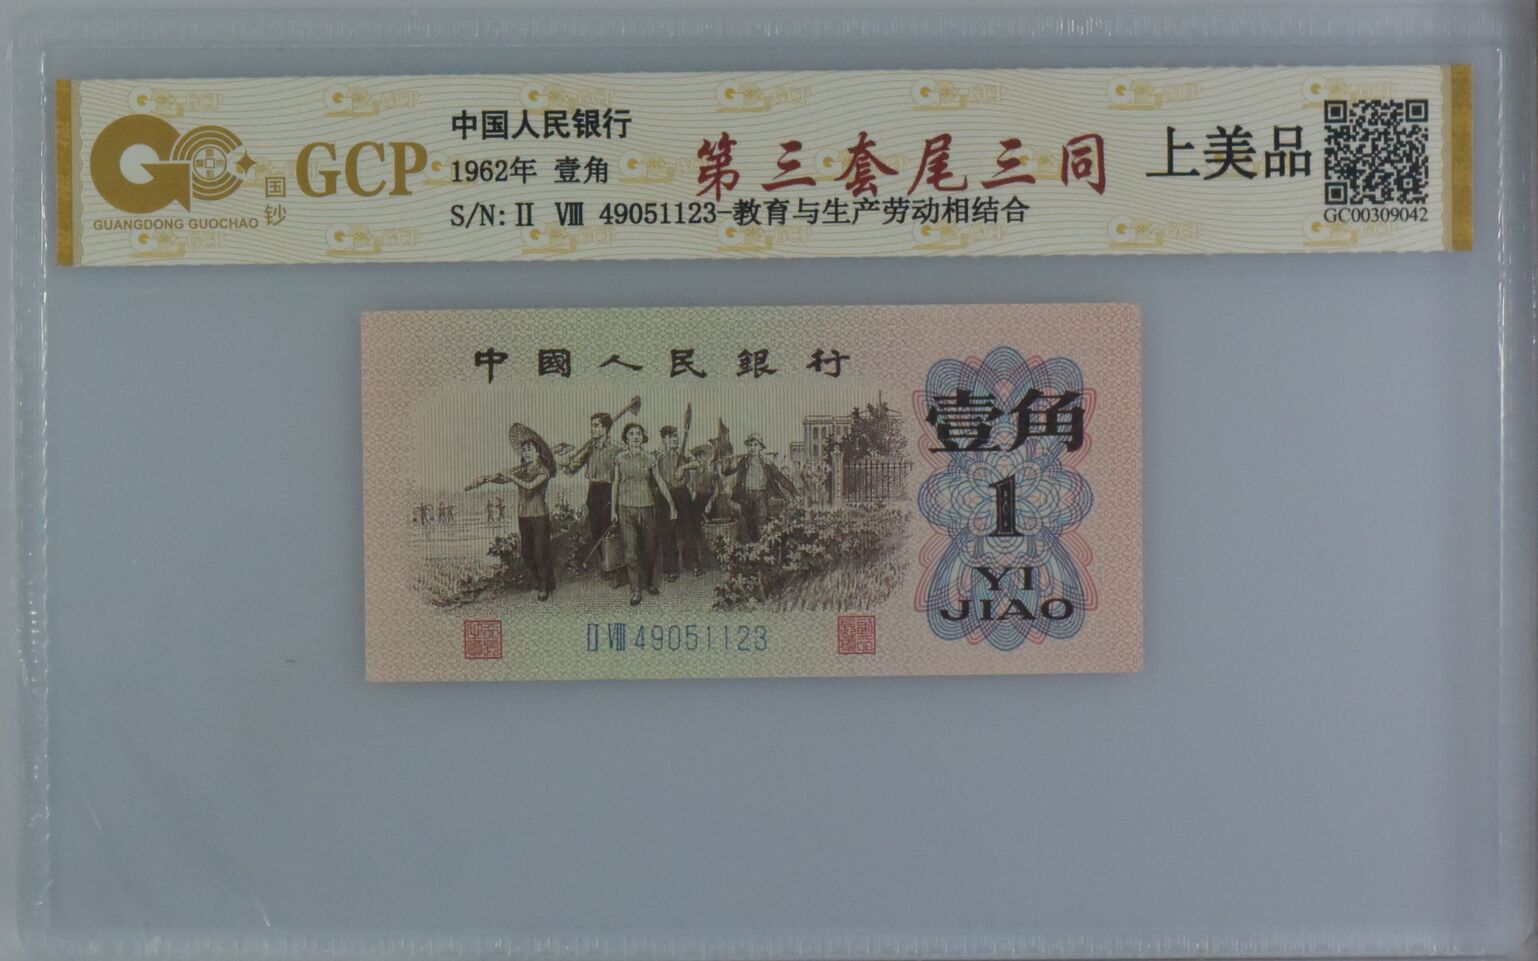 GUANGDONG GUOCHAO
国钞
GCP
中国人民银行
1962年 壹角
S/N: Ⅱ Ⅷ 49051123-教育与生产劳动相结合
第三套尾三同
上美品
GC00309042
中國人民銀行
壹角
1
YI
JIAO
Ⅱ Ⅷ 49051123